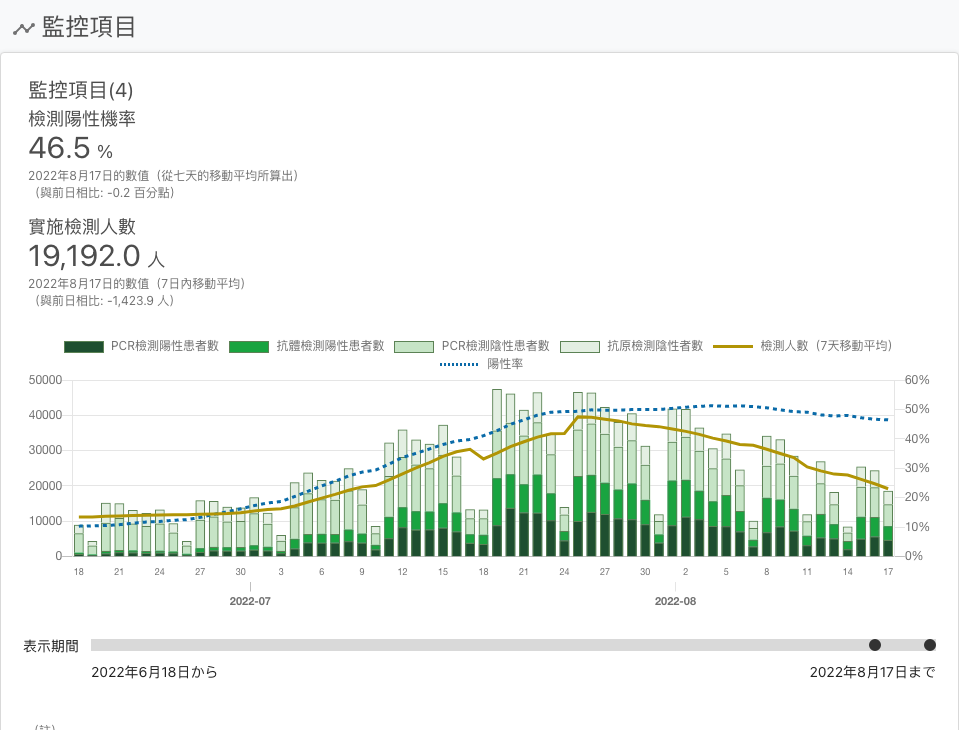 監控項目
監控項目(4)
檢測陽性機率
46.5 %
2022年8月17日的數值（從七天的移動平均所算出）
（與前日相比: -0.2 百分點）
實施檢測人數
19,192.0 人
2022年8月17日的數值（7日內移動平均）
（與前日相比: -1,423.9 人）
PCR檢測陽性患者數 抗體檢測陽性患者數 PCR檢測陰性患者數 抗原檢測陰性者數 檢測人數（7天移動平均）
陽性率
50000 60%
40000 50%
30000 40%
20000 30%
10000 20%
0 10%
0%
18 21 24 27 30 3 6 9 12 15 18 21 24 27 30 2 5 8 11 14 17
2022-07 2022-08
表示期間
2022年6月18日から 2022年8月17日まで
（註）